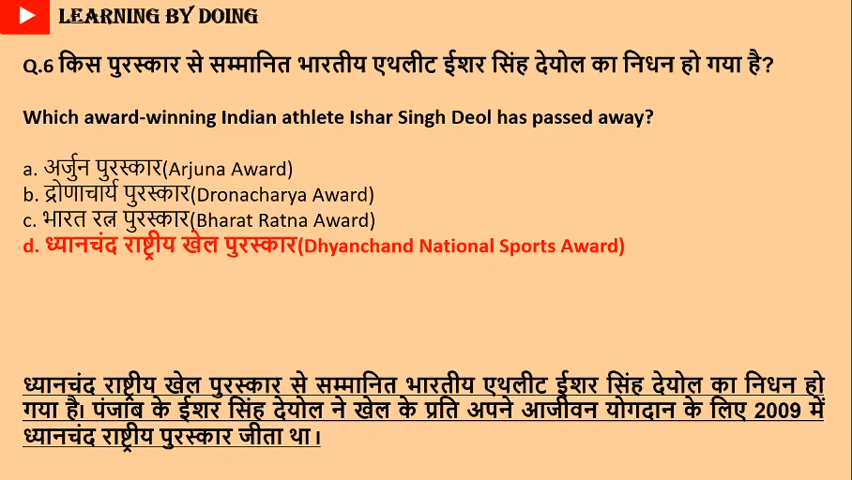 LEARNING BY DOING
Q.6 किस पुरस्कार से सम्मानित भारतीय एथलीट ईशर सिंह देयोल का निधन हो गया है?
Which award-winning Indian athlete Ishar Singh Deol has passed away?
a. अर्जुन पुरस्कार(Arjuna Award)
b. द्रोणाचार्य पुरस्कार(Dronacharya Award)
c. भारत रत्न पुरस्कार(Bharat Ratna Award)
d. ध्यानचंद राष्ट्रीय खेल पुरस्कार(Dhyanchand National Sports Award)
ध्यानचंद राष्ट्रीय खेल पुरस्कार से सम्मानित भारतीय एथलीट ईशर सिंह देयोल का निधन हो
गया है। पंजाब के ईशर सिंह देयोल ने खेल के प्रति अपने आजीवन योगदान के लिए 2009 में
ध्यानचंद राष्ट्रीय पुरस्कार जीता था।